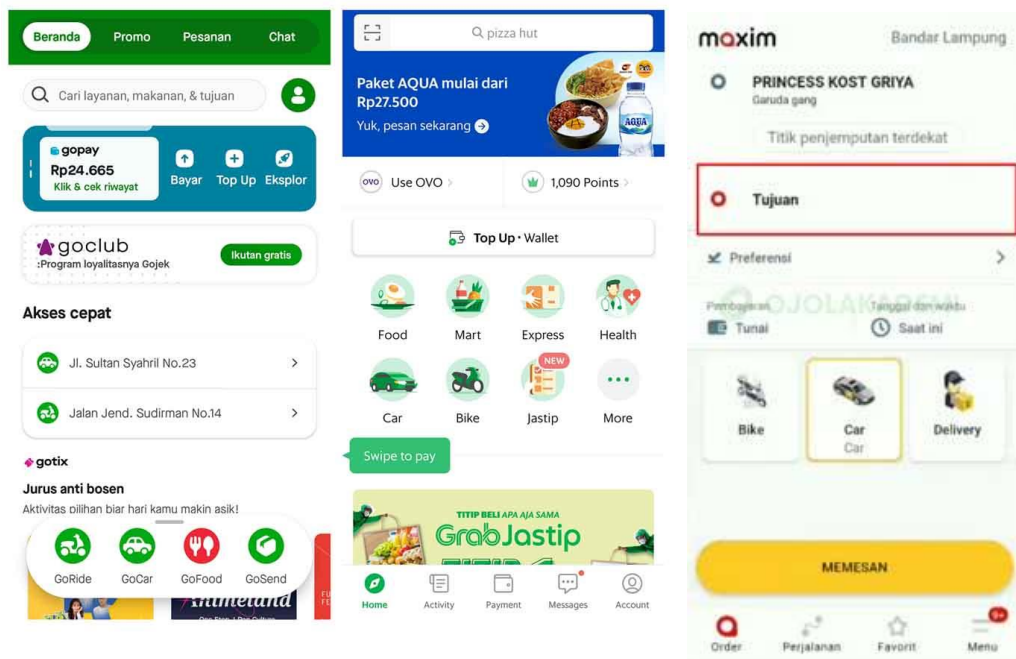 Beranda
Promo
Pesanan
Chat
Cari layanan, makanan, & tujuan
gopay
Rp24.665
Klik & cek riwayat
Bayar
Top Up
Eksplor
goclub
:Program loyalitasnya Gojek
Ikutan gratis
Akses cepat
Jl. Sultan Syahril No.23
Jalan Jend. Sudirman No.14
gotix
Jurus anti bosen
Aktivitas pilihan biar hari kamu makin asik!
GoRide
GoCar
GoFood
GoSend
pizza hut
Paket AQUA mulai dari
Rp27.500
Yuk, pesan sekarang
AQUA
OVO
Use OVO
1,090 Points
Top Up · Wallet
Food
Mart
Express
Health
NEW
Car
Bike
Jastip
More
Swipe to pay
TITIP BELI APA AJA SAMA
GrabJastip
Home
Activity
Payment
Messages
Account
maxim
Bandar Lampung
PRINCESS KOST GRIYA
Garuda gang
Titik penjemputan terdekat
Tujuan
Preferensi
Pembayaran
Tanggal dan waktu
Tunai
Saat ini
Bike
Car
Car
Delivery
MEMESAN
9+
Order
Perjalanan
Favorit
Menu